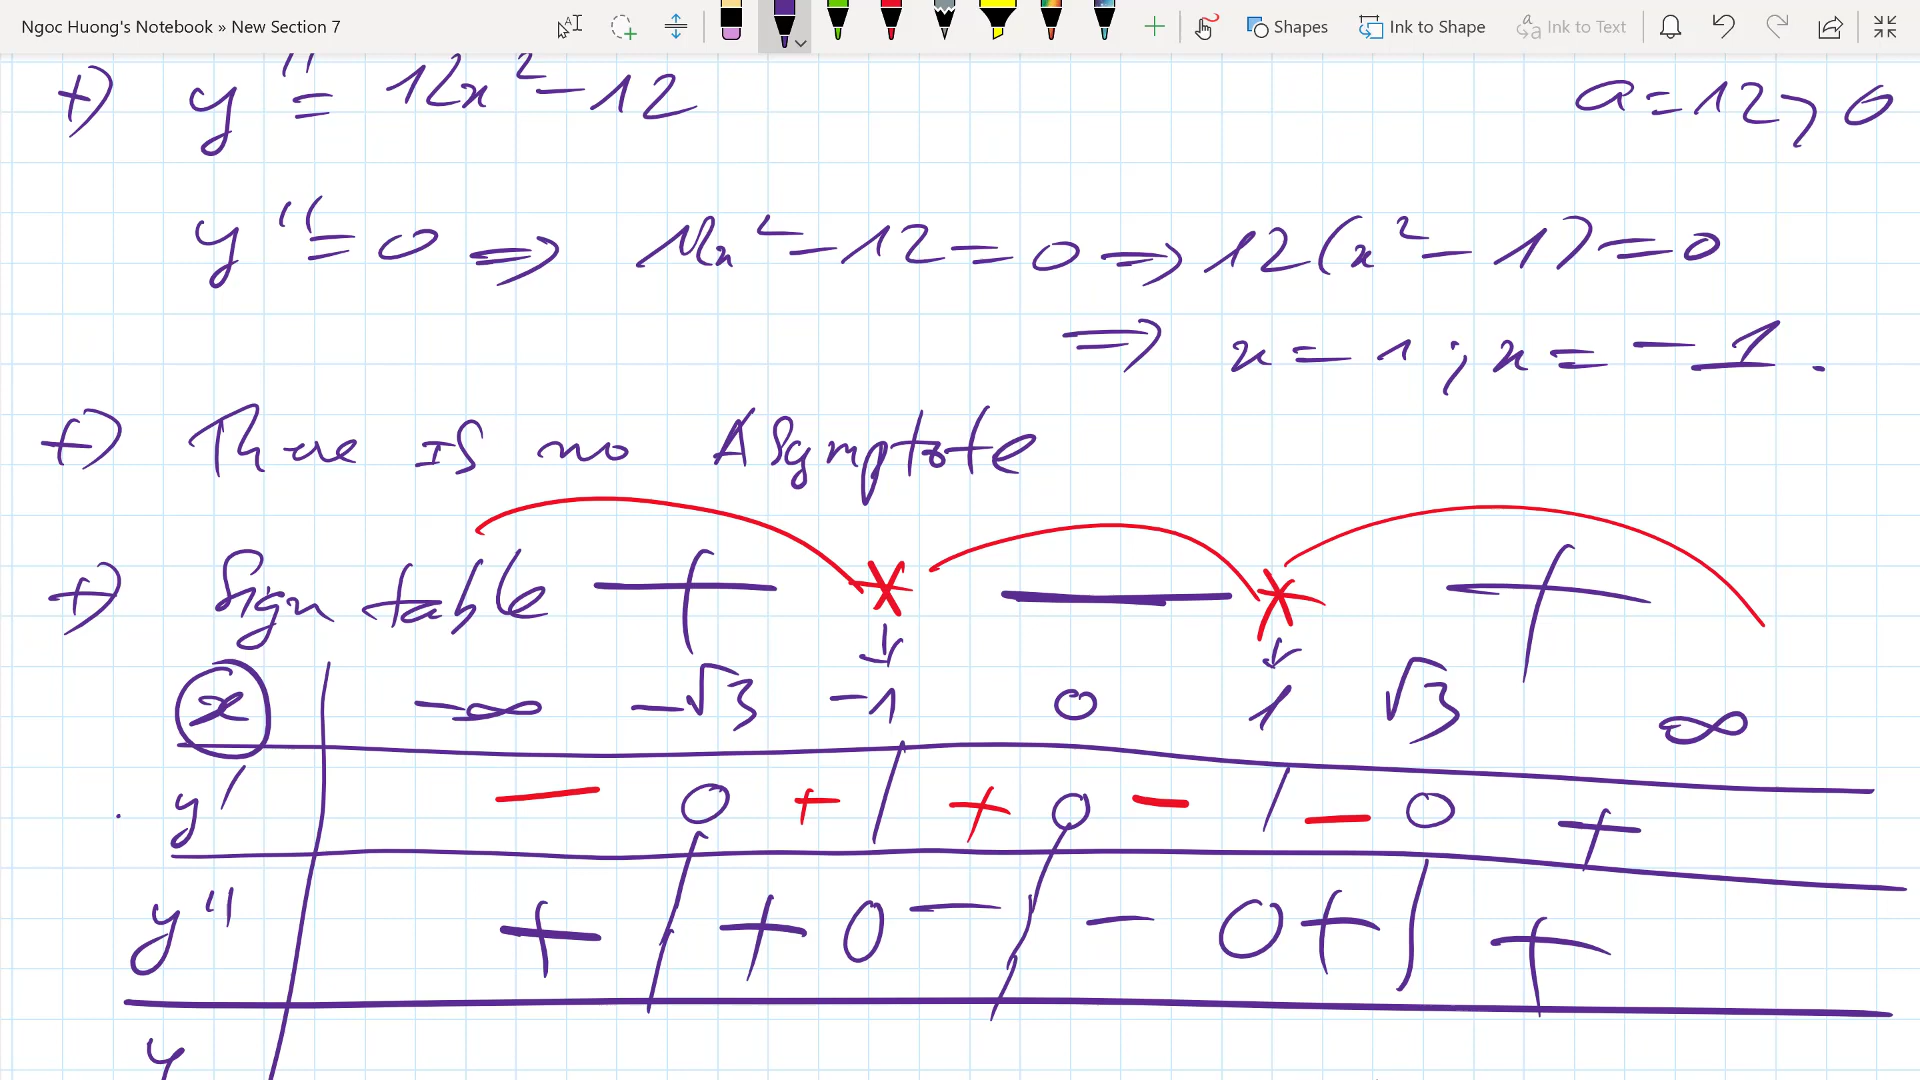 Ngoc Huong's Notebook » New Section 7 Shapes Ink to Shape Ink to Text
+) y'' = 12x² - 12 a = 12 > 0
y'' = 0 => 12x² - 12 = 0 => 12(x² - 1) = 0
=> x = 1 ; x = -1.
+) There is no Asymptote
+) Sign table + × − × +
x -∞ -√3 -1 0 1 √3 ∞
y' − 0 + | + 0 − | − 0 +
y'' + | + 0 − | − 0 + | +
y